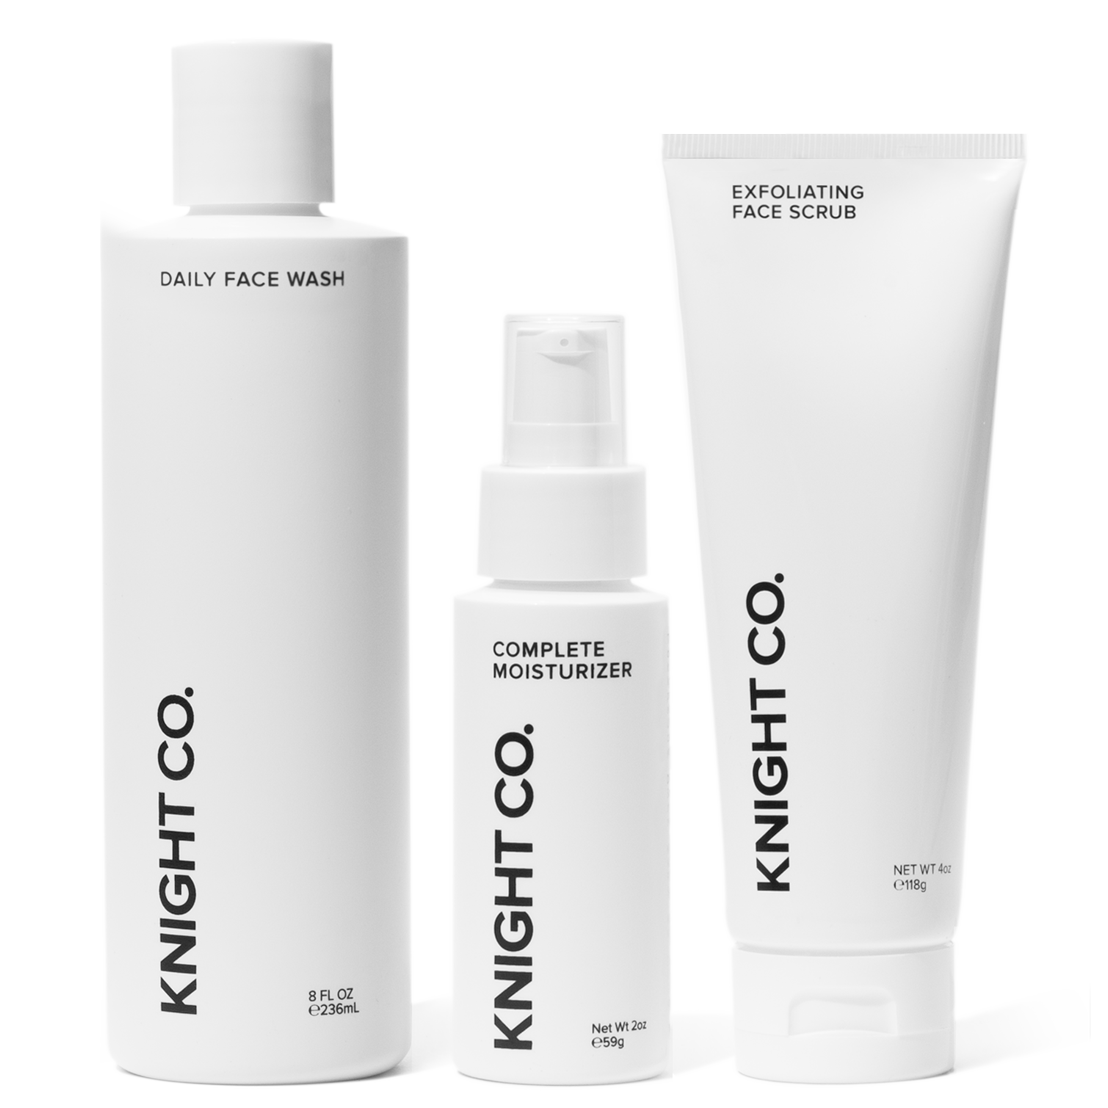 DAILY FACE WASH
KNIGHT CO.
8 FL OZ
℮236mL
COMPLETE
MOISTURIZER
KNIGHT CO.
Net Wt 2oz
℮59g
EXFOLIATING
FACE SCRUB
KNIGHT CO.
NET WT 4oz
℮118g